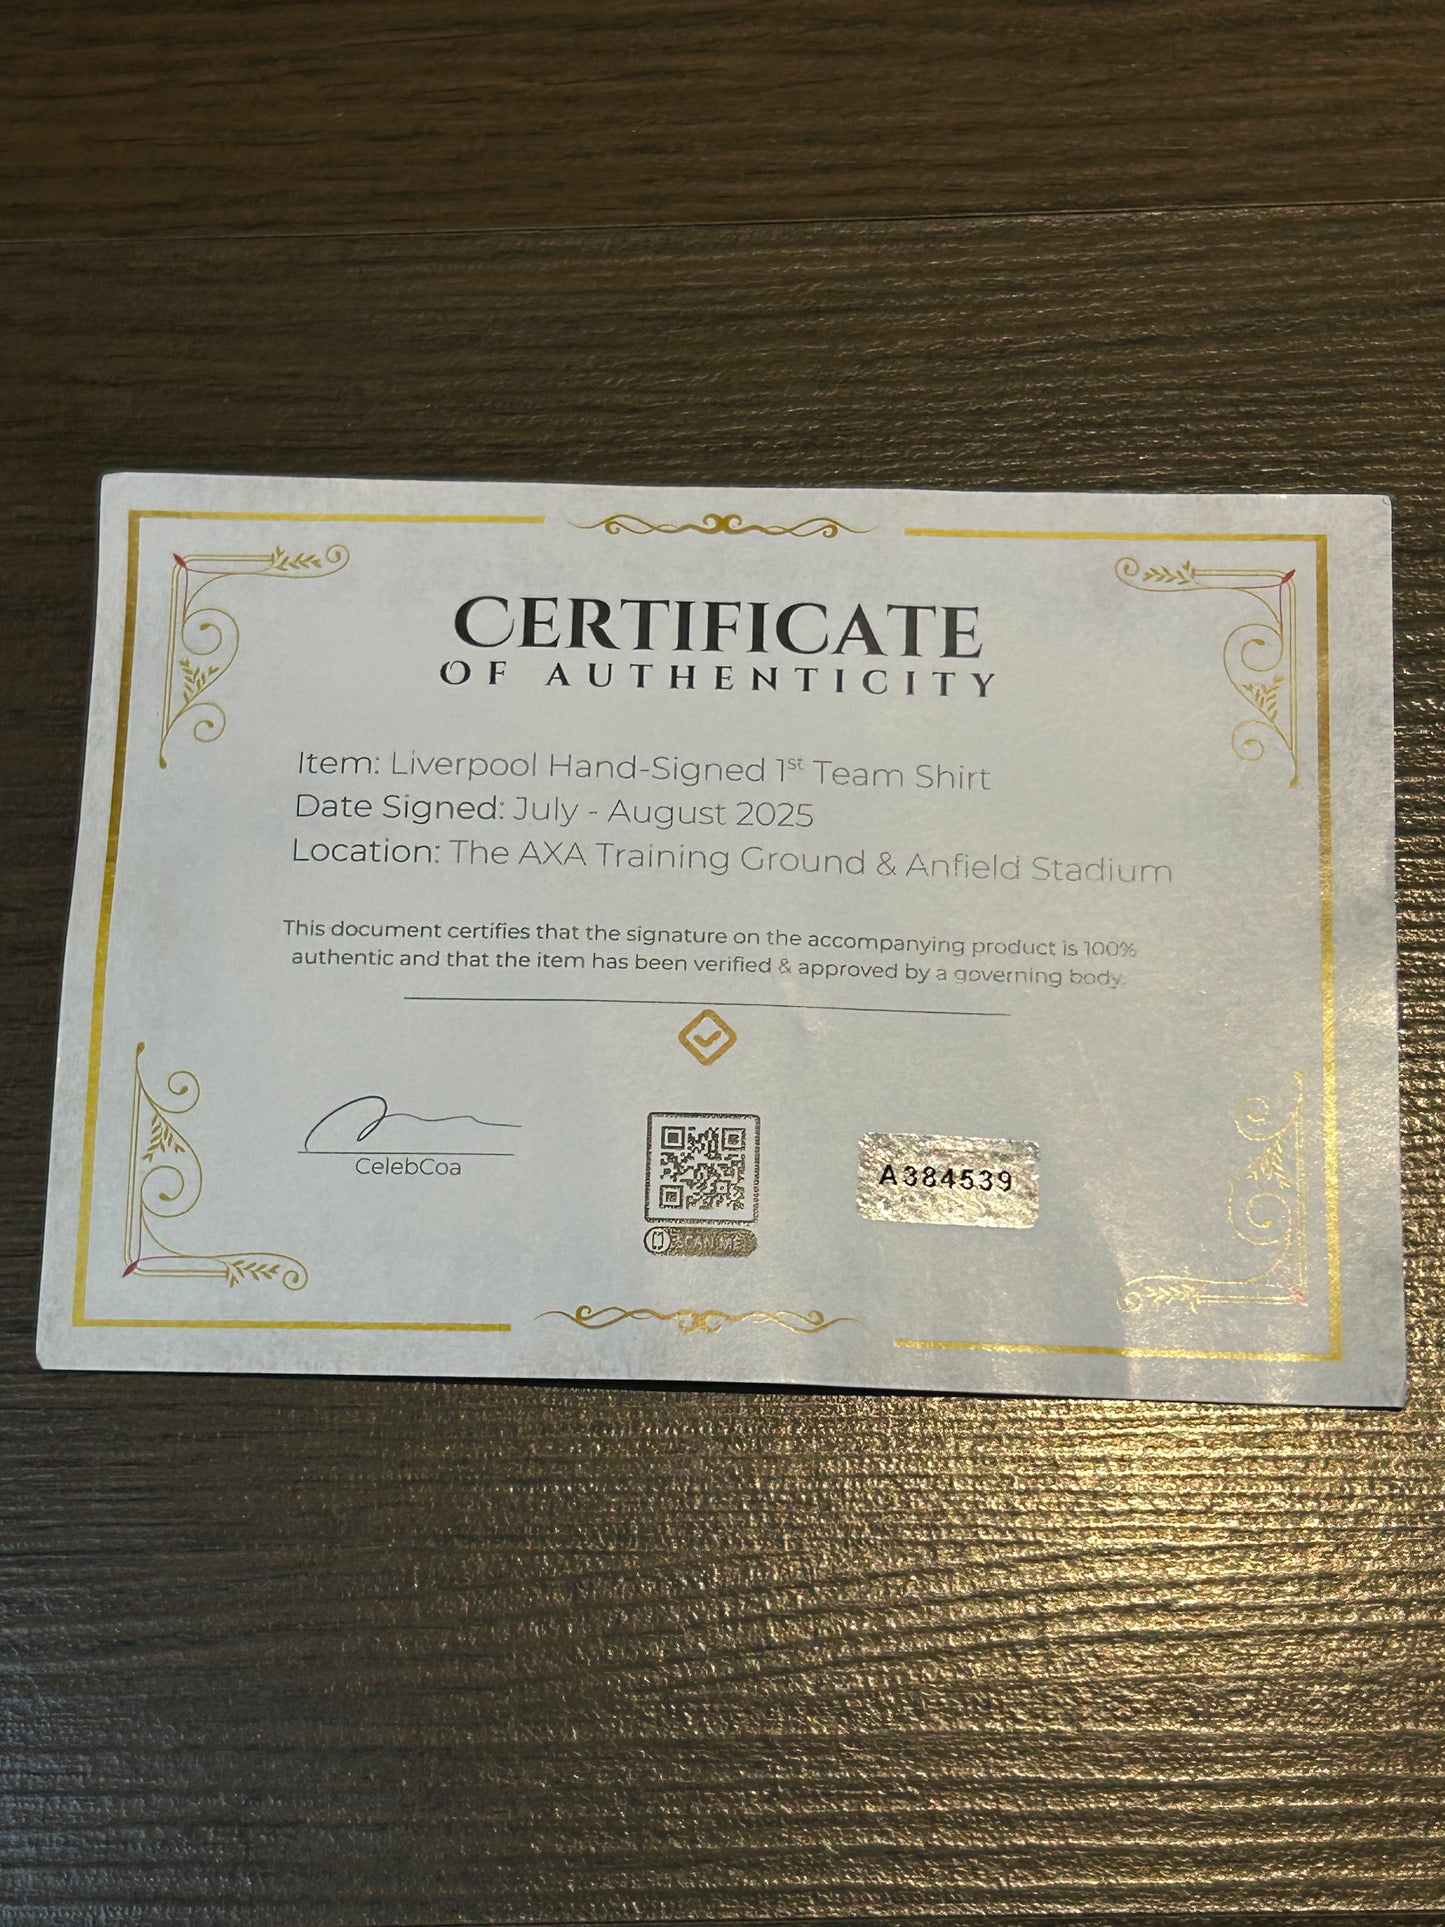 CERTIFICATE
OF AUTHENTICITY
Item: Liverpool Hand-Signed 1st Team Shirt
Date Signed: July - August 2025
Location: The AXA Training Ground & Anfield Stadium
This document certifies that the signature on the accompanying product is 100%
authentic and that the item has been verified & approved by a governing body.
CelebCoa
SCAN ME
A384539